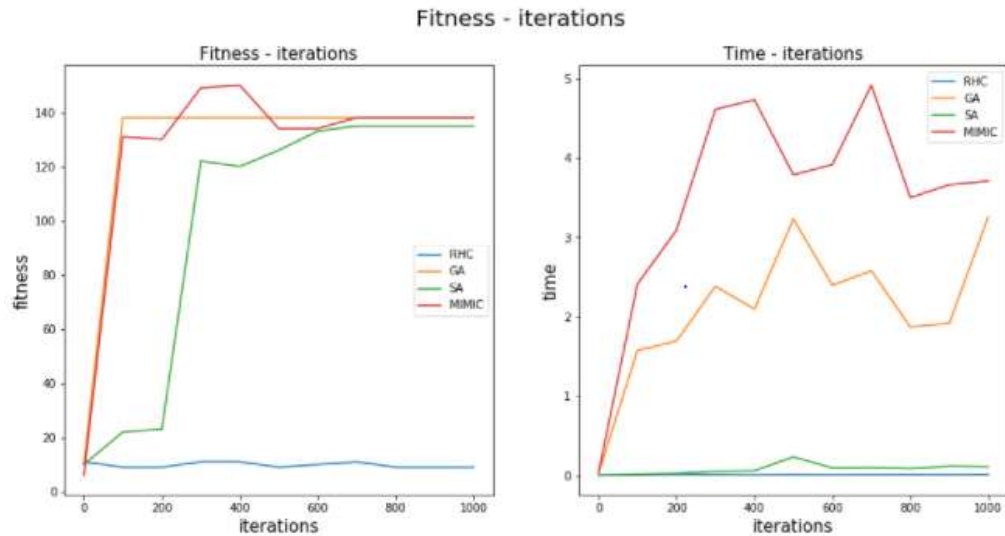 Fitness - iterations
Fitness - iterations
fitness
140
120
100
80
60
40
20
0
0
200
400
600
800
1000
iterations
RHC
GA
SA
MIMIC
Time - iterations
time
5
4
3
2
1
0
0
200
400
600
800
1000
iterations
RHC
GA
SA
MIMIC